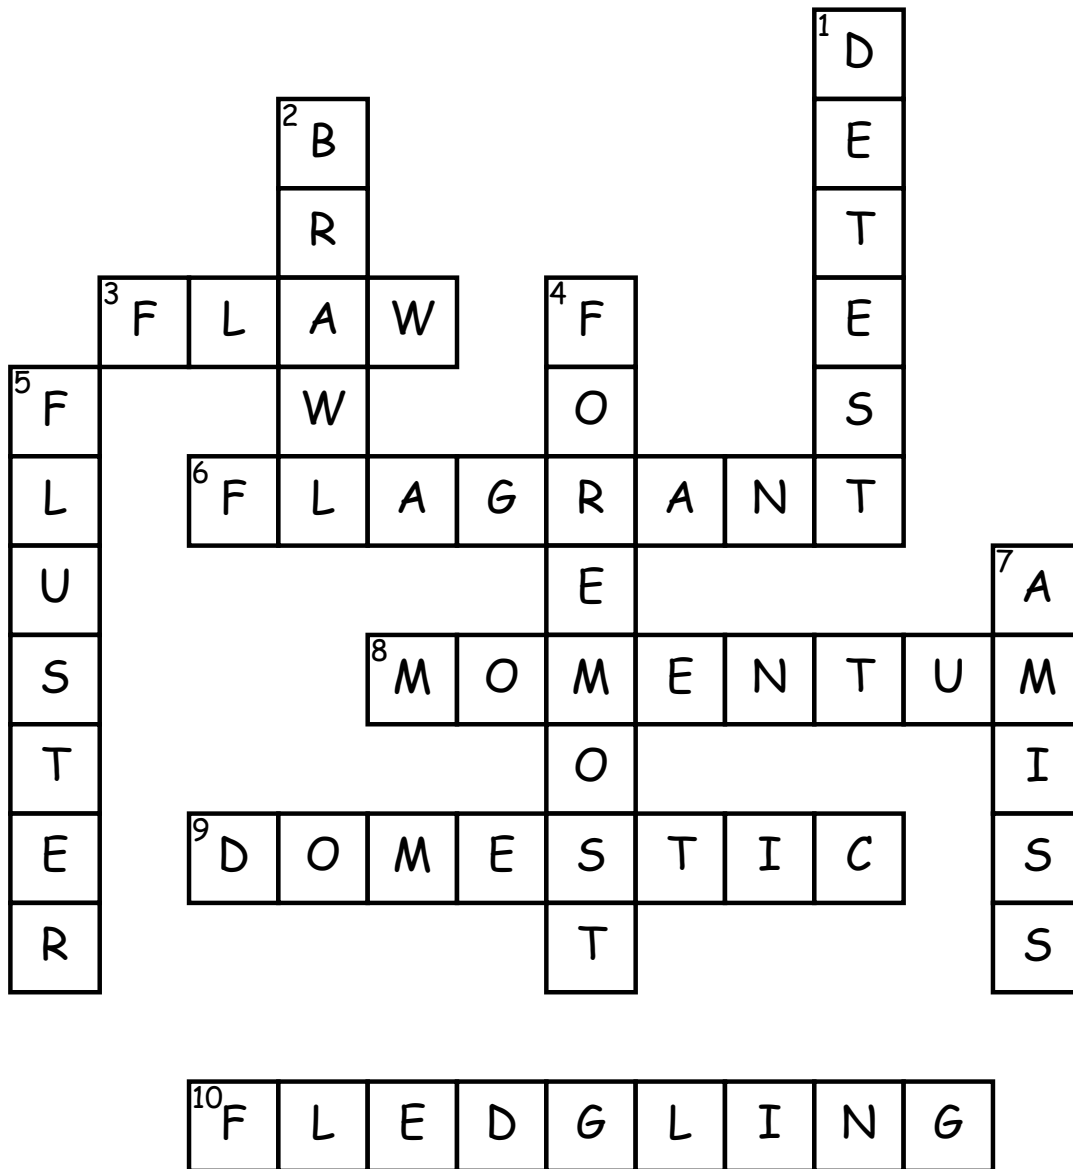 1 D
2 B E
R T
3 F L A W 4 F E
5 F W O S
L 6 F L A G R A N T
U E 7 A
S 8 M O M E N T U M
T O I
E 9 D O M E S T I C S
R T S
10 F L E D G L I N G